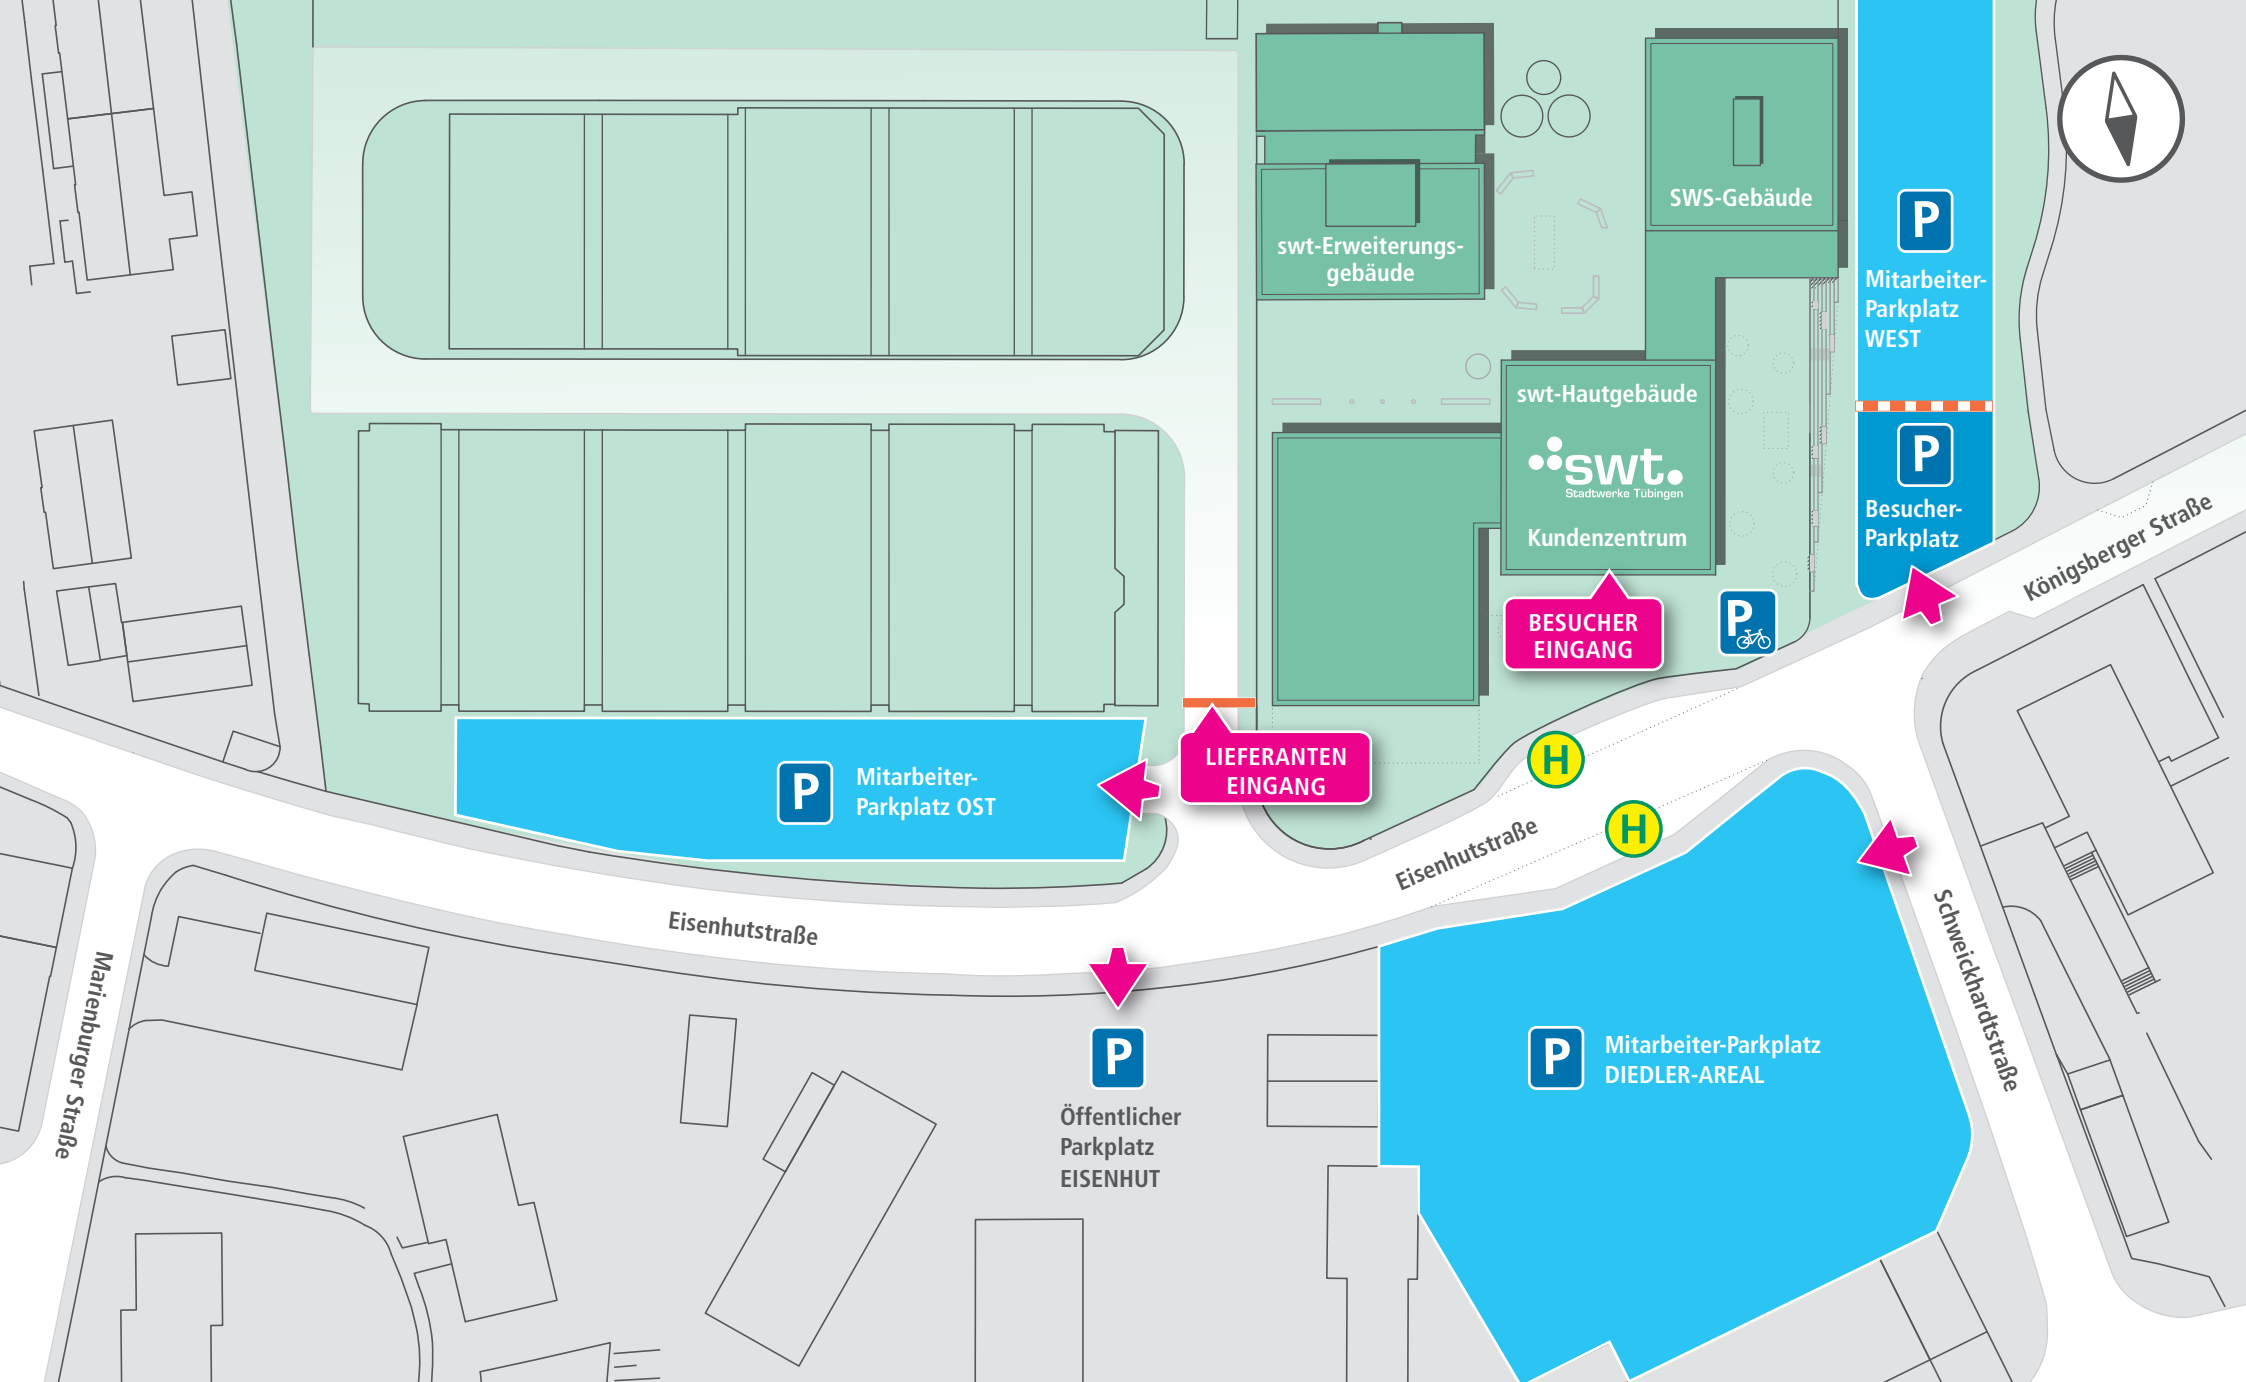 SWS-Gebäude
swt-Erweiterungs-
gebäude
P
Mitarbeiter-
Parkplatz
WEST
swt-Hautgebäude
swt.
Stadtwerke Tübingen
Kundenzentrum
P
Besucher-
Parkplatz
Königsberger Straße
BESUCHER
EINGANG
P
LIEFERANTEN
EINGANG
P
Mitarbeiter-
Parkplatz OST
H
H
Eisenhutstraße
Eisenhutstraße
Marienburger Straße
Schweickhardtstraße
P
Öffentlicher
Parkplatz
EISENHUT
P
Mitarbeiter-Parkplatz
DIEDLER-AREAL